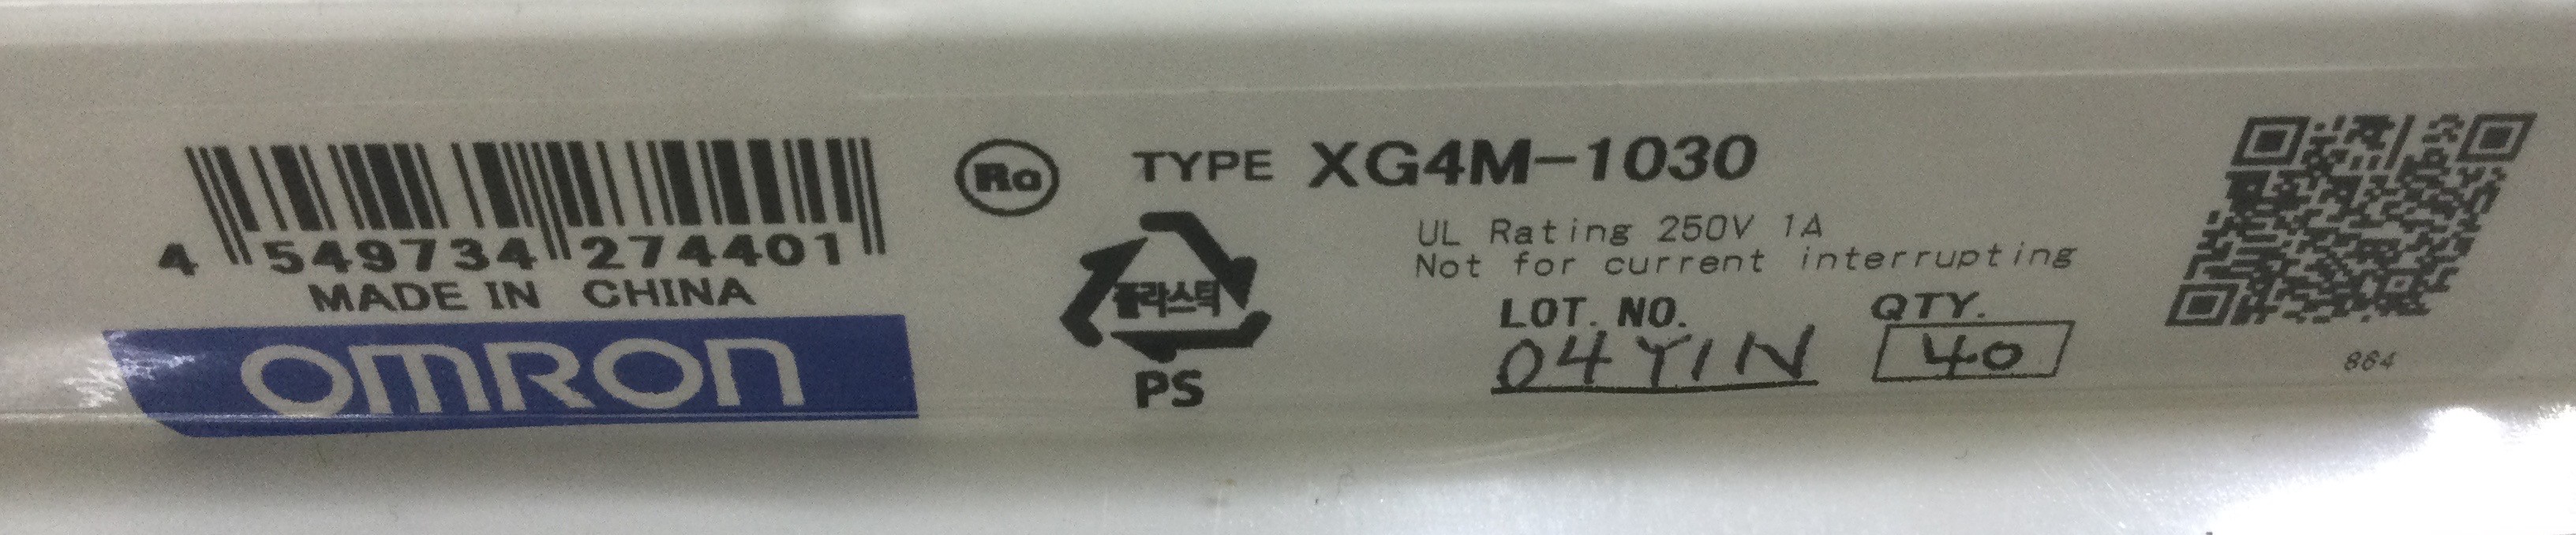 4 549734 274401
MADE IN CHINA
OMRON
Ro
플라스틱
PS
TYPE XG4M-1030
UL Rating 250V 1A
Not for current interrupting
LOT. NO. QTY.
04Y1N 40
864